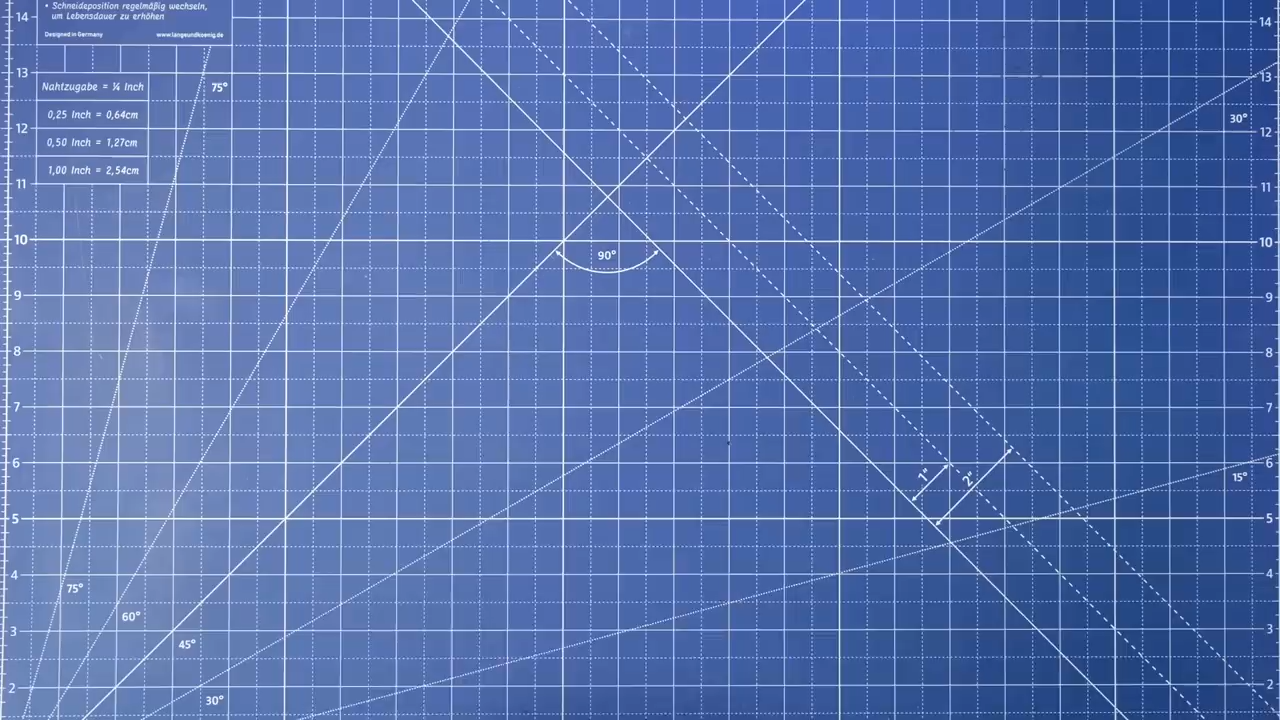 • Schneideposition regelmäßig wechseln,
um Lebensdauer zu erhöhen
Designed in Germany www.langeundkoenig.de
Nahtzugabe = ¼ Inch
0,25 Inch = 0,64cm
0,50 Inch = 1,27cm
1,00 Inch = 2,54cm
14 14
13 75° 13
12 30° 12
11 11
10 90° 10
9 9
8 8
7 7
6 1" 2" 6
15°
5 5
4 4
75°
60°
3 3
45°
2 30° 2